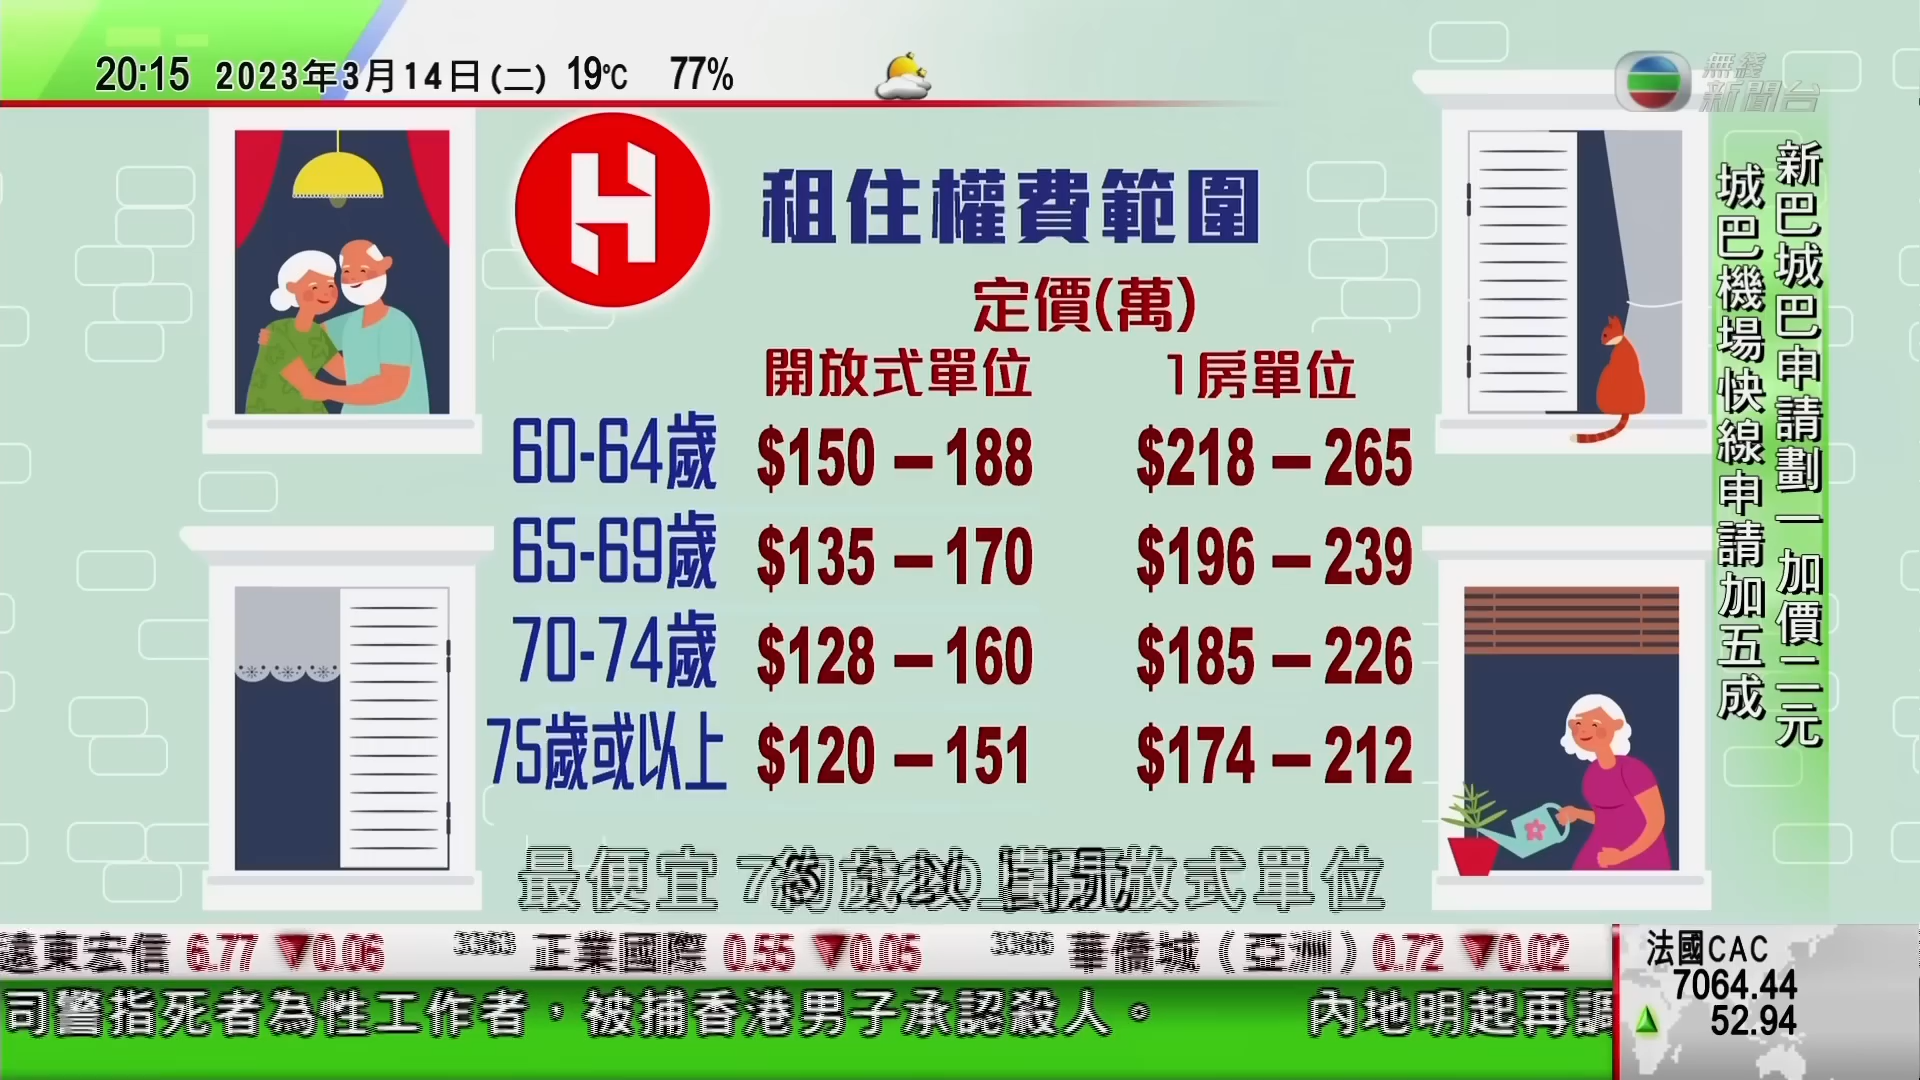 20:15 2023年3月14日(二) 19℃ 77%
無綫
新聞台
租住權費範圍
定價(萬)
開放式單位 1房單位
60-64歲 $150 – 188 $218 – 265
65-69歲 $135 – 170 $196 – 239
70-74歲 $128 – 160 $185 – 226
75歲或以上 $120 – 151 $174 – 212
新巴城巴申請劃一加價二元
城巴機場快線申請加五成
最便宜 放式單位
遠東宏信 6.77 ▼0.06 3363 正業國際 0.55 ▼0.05 3366 華僑城（亞洲）0.72 ▼0.02
司警指死者為性工作者，被捕香港男子承認殺人。 內地明起再調
法國CAC
7064.44
▲ 52.94